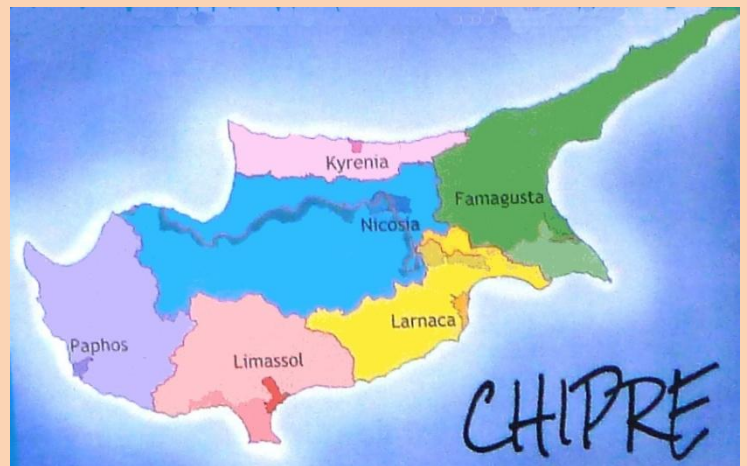 Kyrenia
Famagusta
Nicosia
Larnaca
Paphos
Limassol
CHIPRE